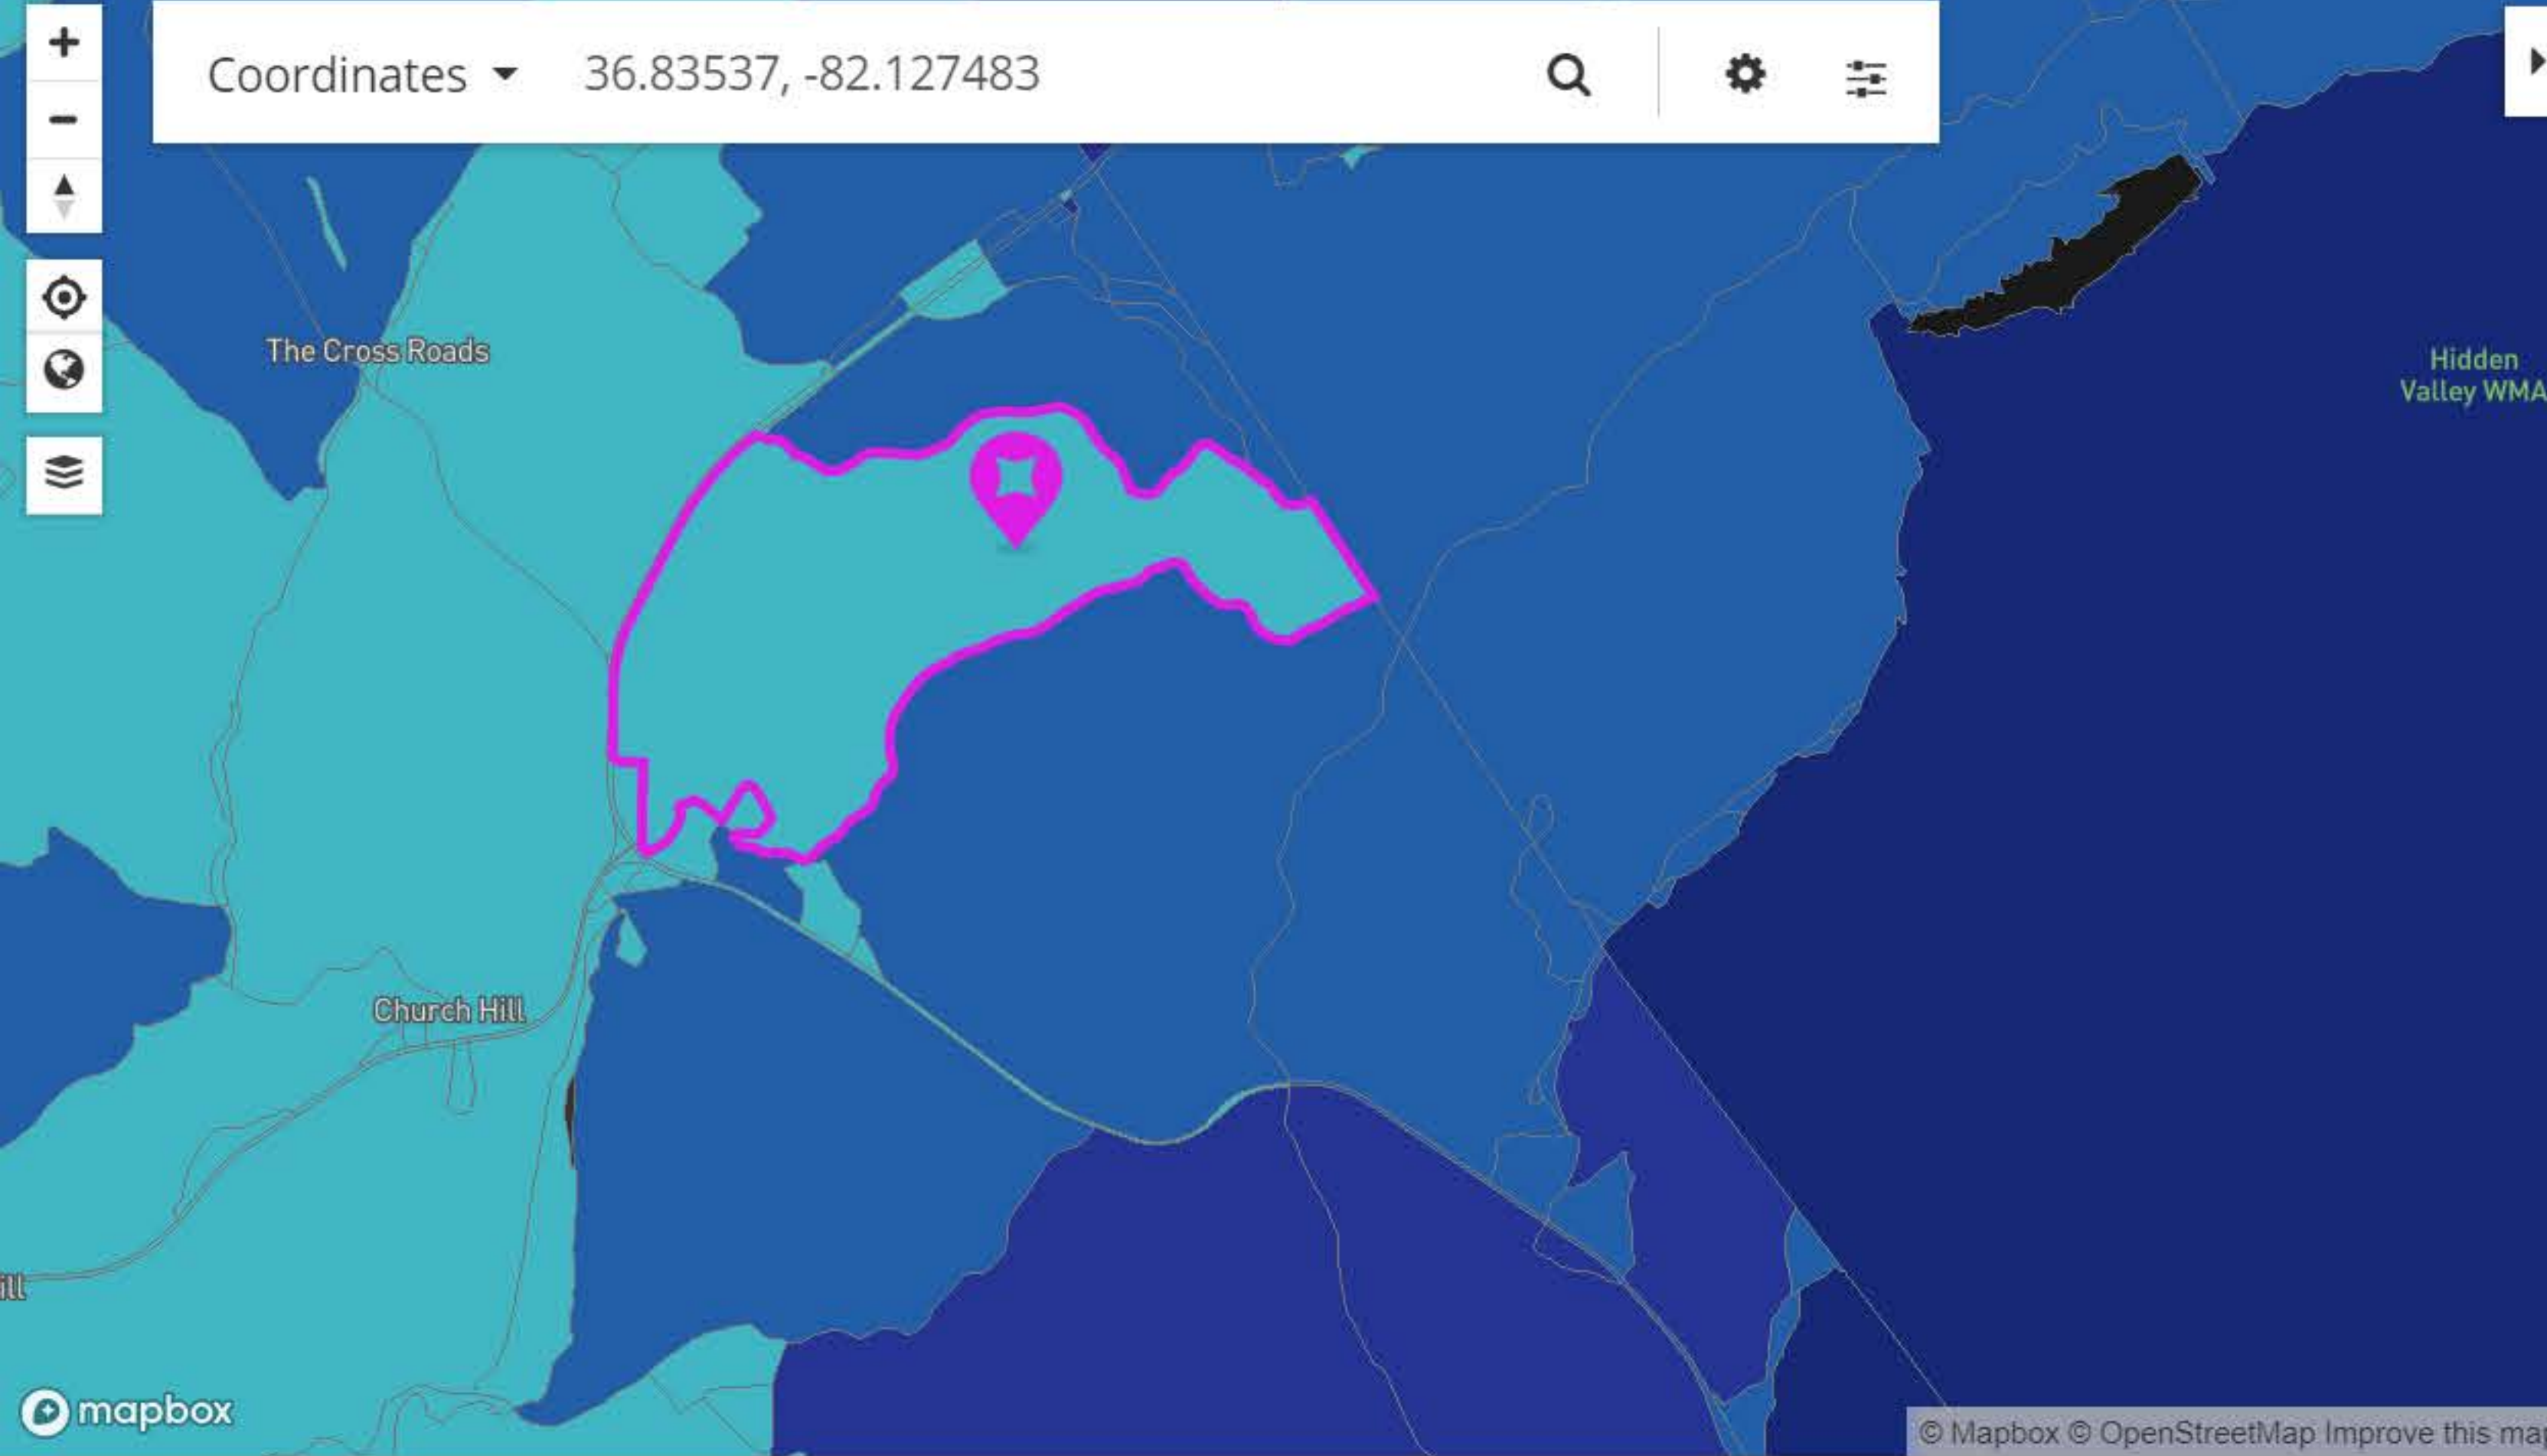 Coordinates 36.83537, -82.127483
The Cross Roads
Hidden
Valley WMA
Church Hill
ill
mapbox
© Mapbox © OpenStreetMap Improve this ma